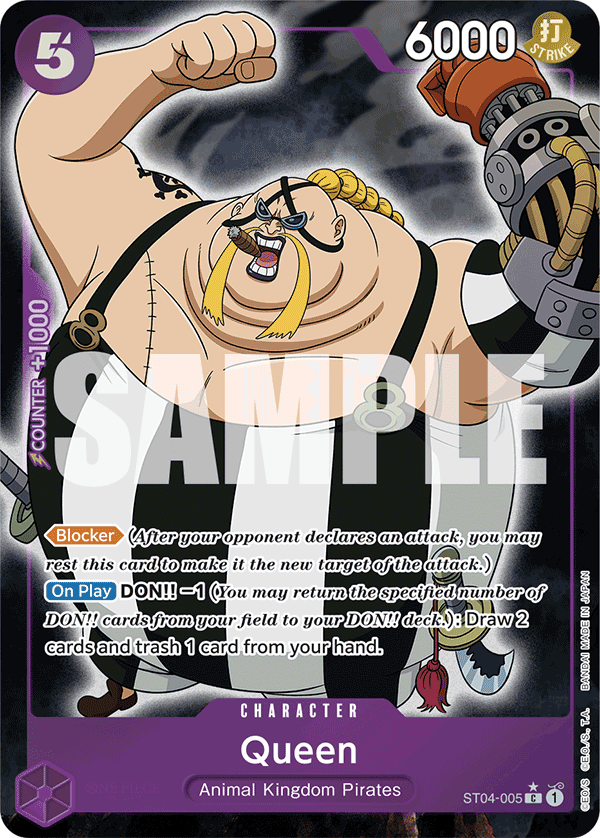 5
6000
打
STRIKE
COUNTER +1000
SAMPLE
Blocker (After your opponent declares an attack, you may
rest this card to make it the new target of the attack.)
On Play DON!! −1 (You may return the specified number of
DON!! cards from your field to your DON!! deck.): Draw 2
cards and trash 1 card from your hand.
CHARACTER
Queen
Animal Kingdom Pirates
ST04-005 C 1
©EO/S ©E.O./S., T.A. BANDAI MADE IN JAPAN